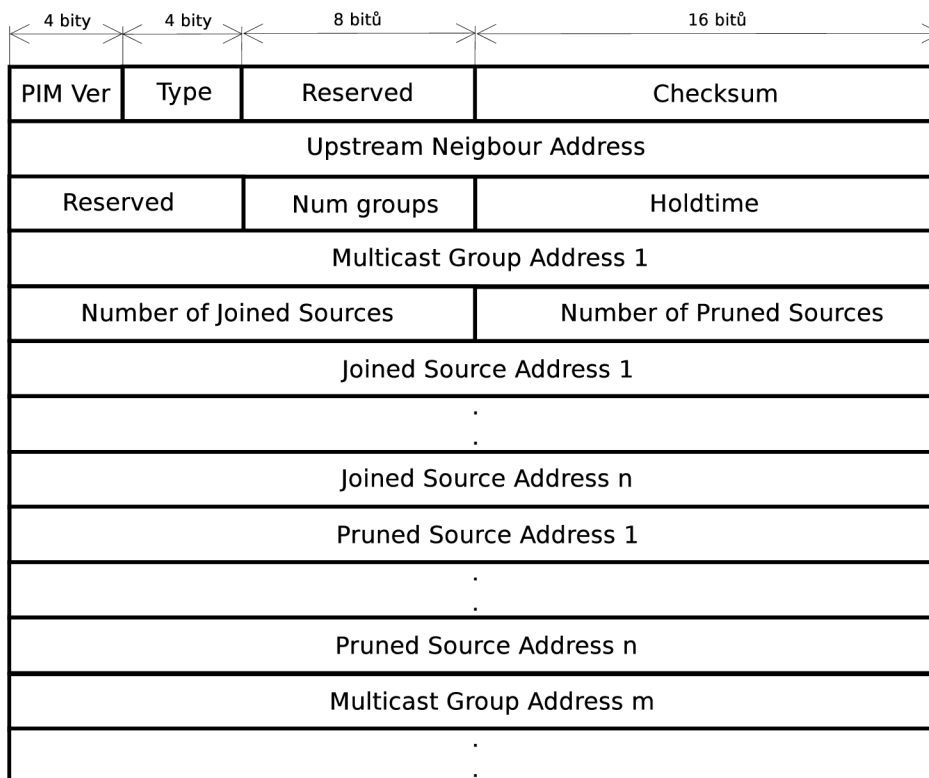 4 bity 4 bity 8 bitů 16 bitů
PIM Ver Type Reserved Checksum
Upstream Neigbour Address
Reserved Num groups Holdtime
Multicast Group Address 1
Number of Joined Sources Number of Pruned Sources
Joined Source Address 1
.
.
Joined Source Address n
Pruned Source Address 1
.
.
Pruned Source Address n
Multicast Group Address m
.
.